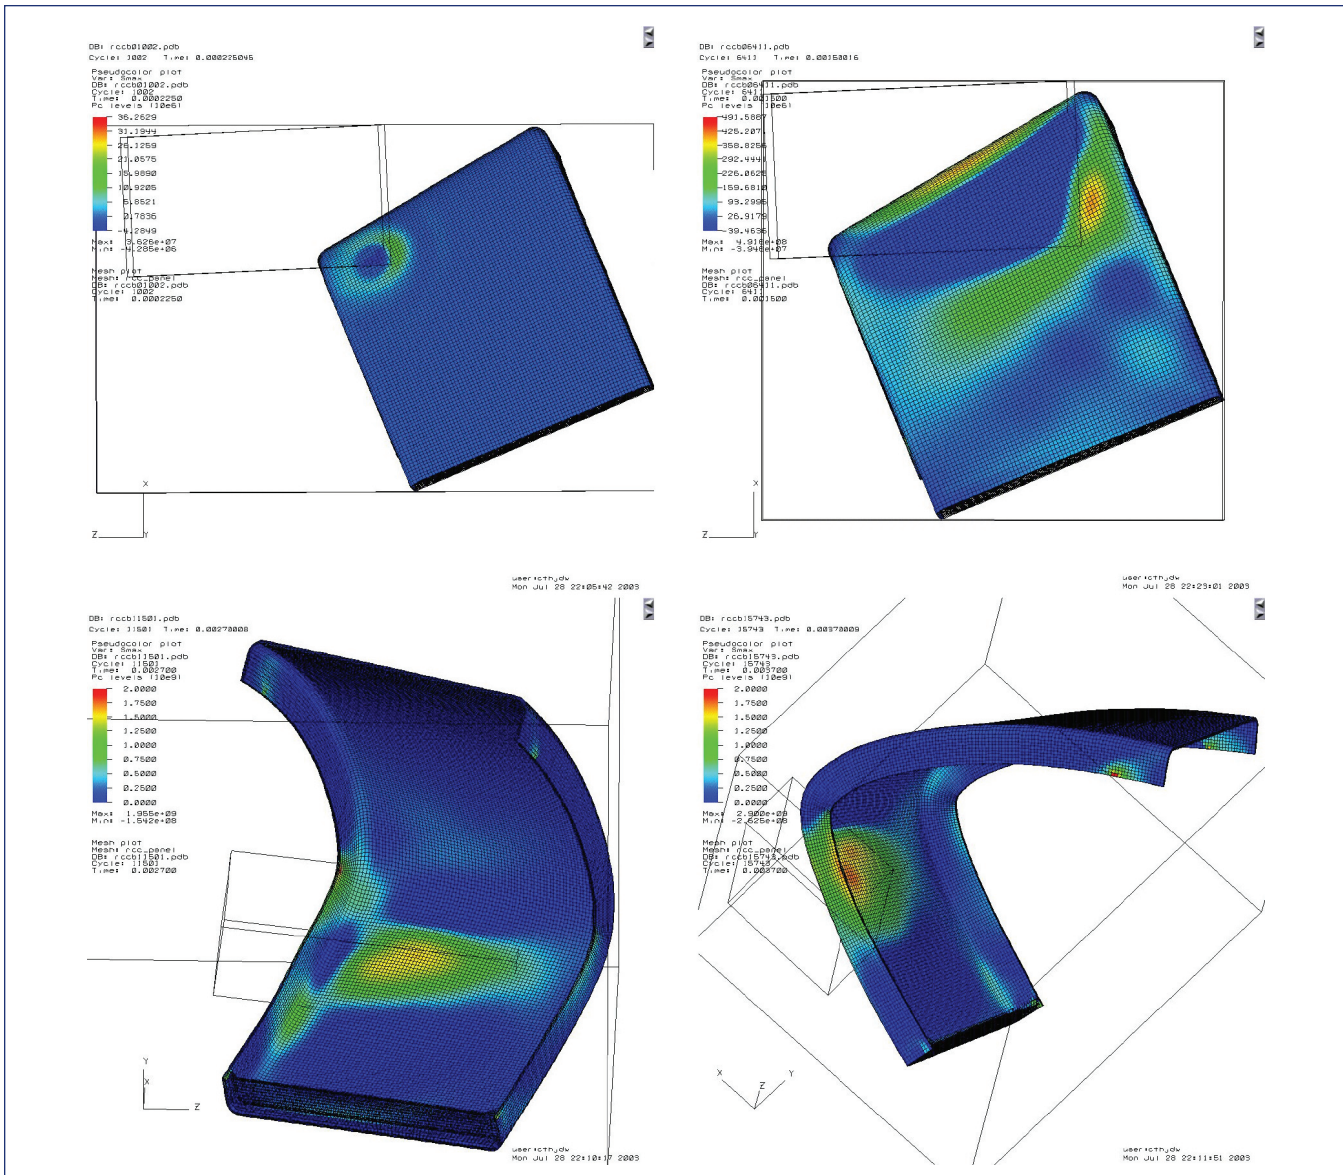 DB: rccb01002.pdb
Cycle: 1002 Time: 0.000225045
Pseudocolor plot
Var: Smax
DB: rccb01002.pdb
Cycle: 1002
Time: 0.0002250
Pc levels (10e6)
36.2629
31.1944
26.1259
21.0575
15.9890
10.9205
5.8521
0.7836
-4.2849
Max: 3.626e+07
Min: -4.285e+06
Mesh plot
Mesh: rcc_panel
DB: rccb01002.pdb
Cycle: 1002
Time: 0.0002250
X
Z
Y
user:cthjdw
Mon Jul 28 22:05:42 2003
DB: rccb06411.pdb
Cycle: 6411 Time: 0.00150016
Pseudocolor plot
Var: Smax
DB: rccb06411.pdb
Cycle: 6411
Time: 0.001500
Pc levels (10e6)
491.5887
425.207
358.8256
292.4441
226.0625
159.6810
93.2995
26.9179
-39.4636
Max: 4.916e+08
Min: -3.946e+07
Mesh plot
Mesh: rcc_panel
DB: rccb06411.pdb
Cycle: 6411
Time: 0.001500
X
Z
Y
user:cthjdw
Mon Jul 28 22:29:01 2003
DB: rccb11501.pdb
Cycle: 11501 Time: 0.00270008
Pseudocolor plot
Var: Smax
DB: rccb11501.pdb
Cycle: 11501
Time: 0.002700
Pc levels (10e9)
2.0000
1.7500
1.5000
1.2500
1.0000
0.7500
0.5000
0.2500
0.0000
Max: 1.955e+09
Min: -1.542e+08
Mesh plot
Mesh: rcc_panel
DB: rccb11501.pdb
Cycle: 11501
Time: 0.002700
Y
X
Z
user:cthjdw
Mon Jul 28 22:10:17 2003
DB: rccb15743.pdb
Cycle: 15743 Time: 0.00370009
Pseudocolor plot
Var: Smax
DB: rccb15743.pdb
Cycle: 15743
Time: 0.003700
Pc levels (10e9)
2.0000
1.7500
1.5000
1.2500
1.0000
0.7500
0.5000
0.2500
0.0000
Max: 2.900e+09
Min: -2.625e+08
Mesh plot
Mesh: rcc_panel
DB: rccb15743.pdb
Cycle: 15743
Time: 0.003700
X
Z
Y
user:cthjdw
Mon Jul 28 22:11:51 2003